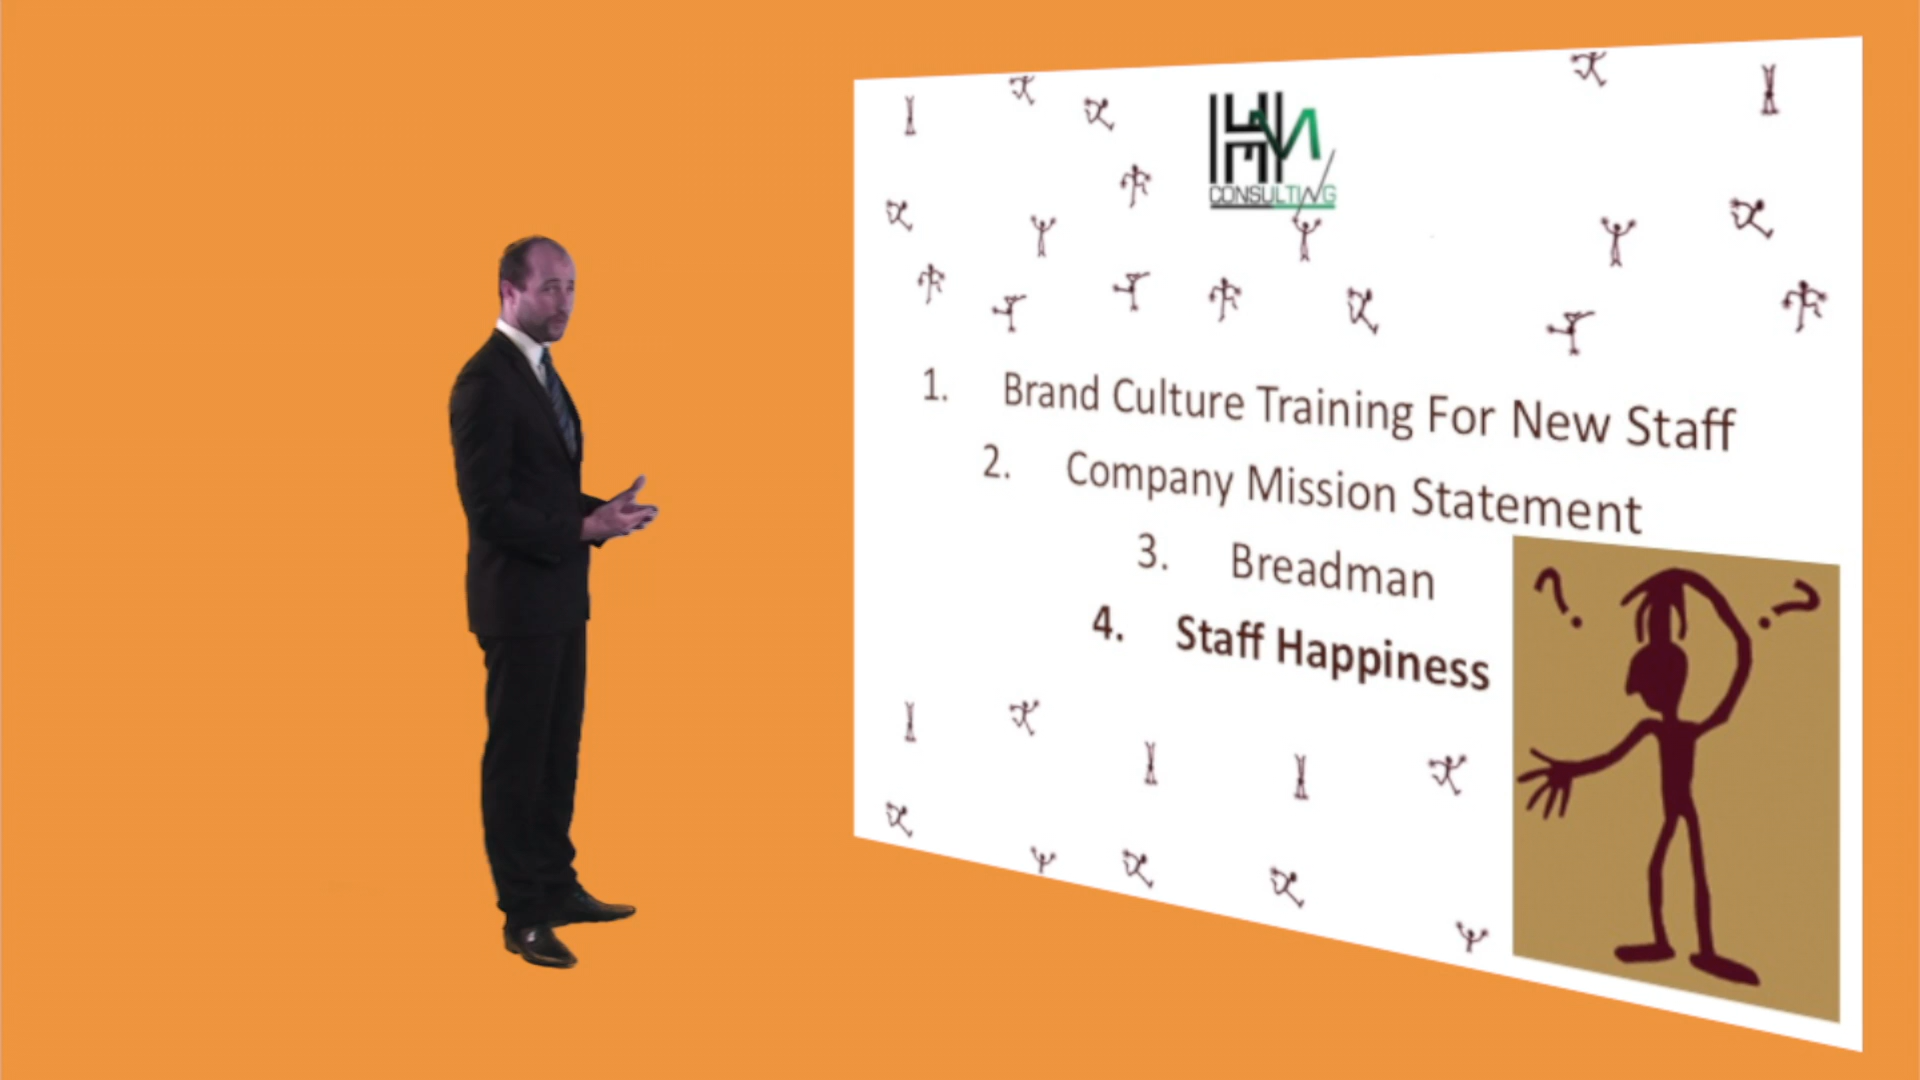 CONSULTING
1. Brand Culture Training For New Staff
2. Company Mission Statement
3. Breadman
4. Staff Happiness
? ?